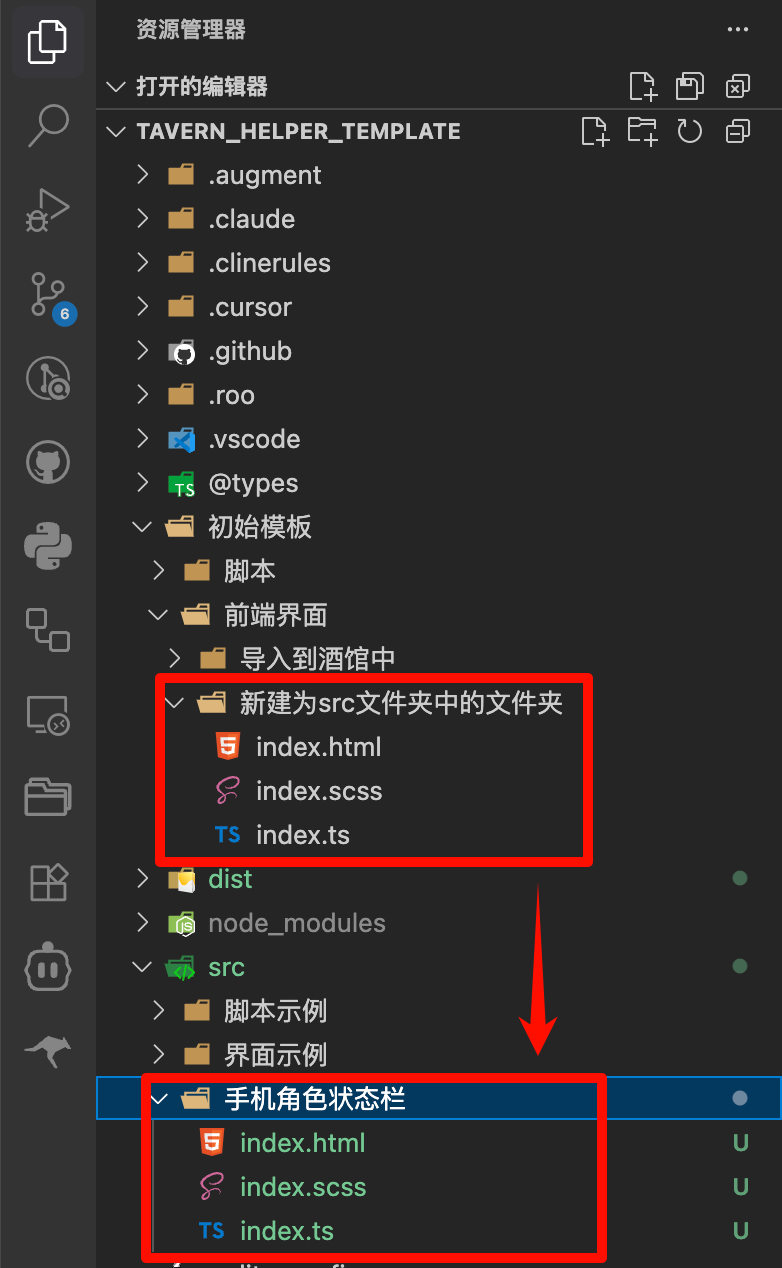 资源管理器
打开的编辑器
TAVERN_HELPER_TEMPLATE
.augment
.claude
.clinerules
.cursor
6
.github
.roo
.vscode
TS @types
初始模板
脚本
前端界面
导入到酒馆中
新建为src文件夹中的文件夹
5 index.html
index.scss
TS index.ts
dist
JS node_modules
src
脚本示例
界面示例
手机角色状态栏
5 index.html U
index.scss U
TS index.ts U